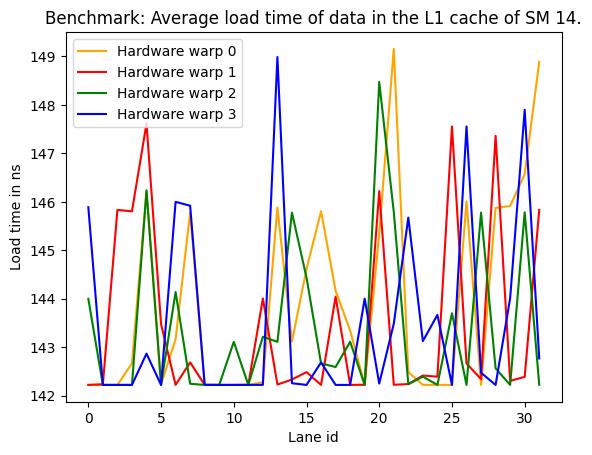 Benchmark: Average load time of data in the L1 cache of SM 14.
Hardware warp 0
Hardware warp 1
Hardware warp 2
Hardware warp 3
Load time in ns
149
148
147
146
145
144
143
142
0 5 10 15 20 25 30
Lane id